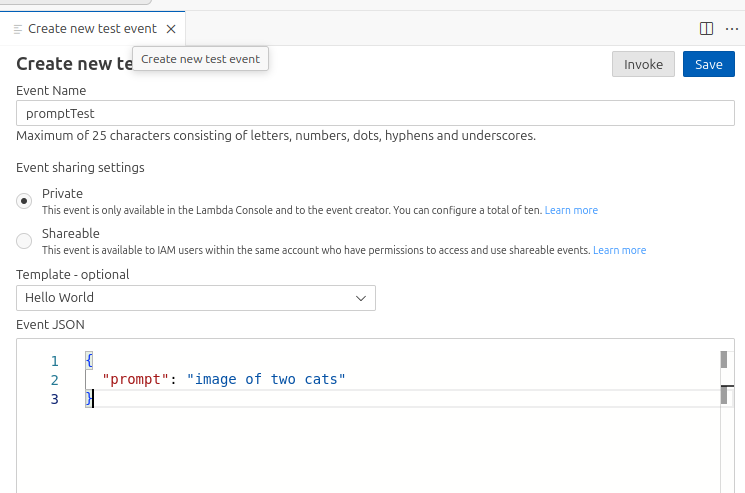 Create new test event
Create new te
Create new test event
Invoke
Save
Event Name
promptTest
Maximum of 25 characters consisting of letters, numbers, dots, hyphens and underscores.
Event sharing settings
Private
This event is only available in the Lambda Console and to the event creator. You can configure a total of ten. Learn more
Shareable
This event is available to IAM users within the same account who have permissions to access and use shareable events. Learn more
Template - optional
Hello World
Event JSON
1 {
2 "prompt": "image of two cats"
3 }